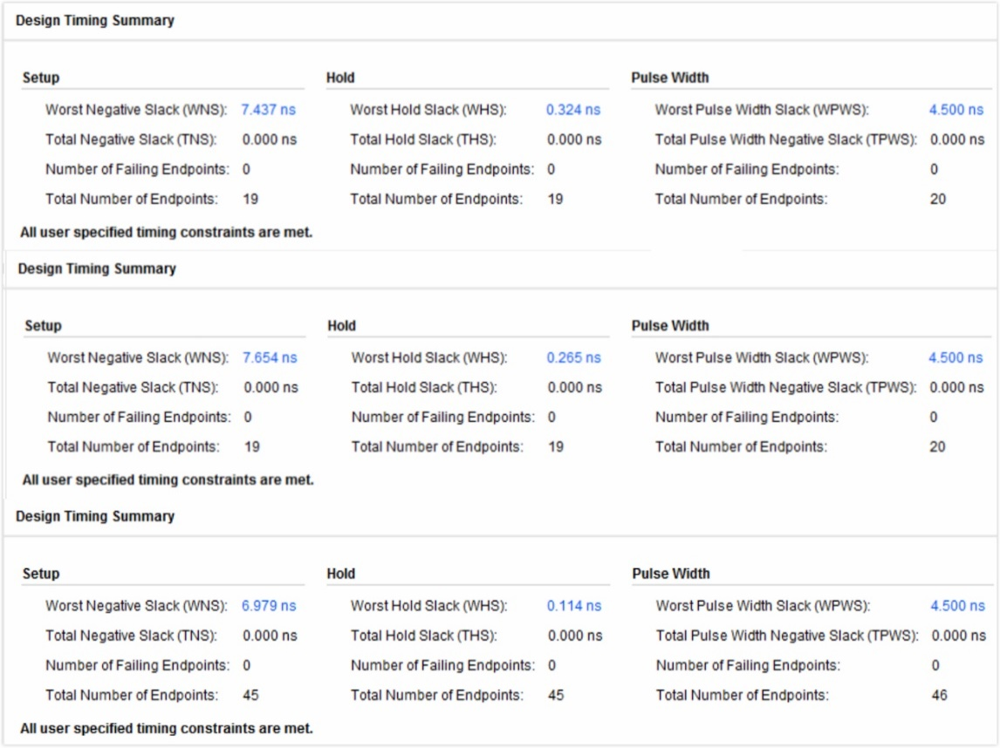 Design Timing Summary
Setup Hold Pulse Width
Worst Negative Slack (WNS): 7.437 ns Worst Hold Slack (WHS): 0.324 ns Worst Pulse Width Slack (WPWS): 4.500 ns
Total Negative Slack (TNS): 0.000 ns Total Hold Slack (THS): 0.000 ns Total Pulse Width Negative Slack (TPWS): 0.000 ns
Number of Failing Endpoints: 0 Number of Failing Endpoints: 0 Number of Failing Endpoints: 0
Total Number of Endpoints: 19 Total Number of Endpoints: 19 Total Number of Endpoints: 20
All user specified timing constraints are met.
Design Timing Summary
Setup Hold Pulse Width
Worst Negative Slack (WNS): 7.654 ns Worst Hold Slack (WHS): 0.265 ns Worst Pulse Width Slack (WPWS): 4.500 ns
Total Negative Slack (TNS): 0.000 ns Total Hold Slack (THS): 0.000 ns Total Pulse Width Negative Slack (TPWS): 0.000 ns
Number of Failing Endpoints: 0 Number of Failing Endpoints: 0 Number of Failing Endpoints: 0
Total Number of Endpoints: 19 Total Number of Endpoints: 19 Total Number of Endpoints: 20
All user specified timing constraints are met.
Design Timing Summary
Setup Hold Pulse Width
Worst Negative Slack (WNS): 6.979 ns Worst Hold Slack (WHS): 0.114 ns Worst Pulse Width Slack (WPWS): 4.500 ns
Total Negative Slack (TNS): 0.000 ns Total Hold Slack (THS): 0.000 ns Total Pulse Width Negative Slack (TPWS): 0.000 ns
Number of Failing Endpoints: 0 Number of Failing Endpoints: 0 Number of Failing Endpoints: 0
Total Number of Endpoints: 45 Total Number of Endpoints: 45 Total Number of Endpoints: 46
All user specified timing constraints are met.